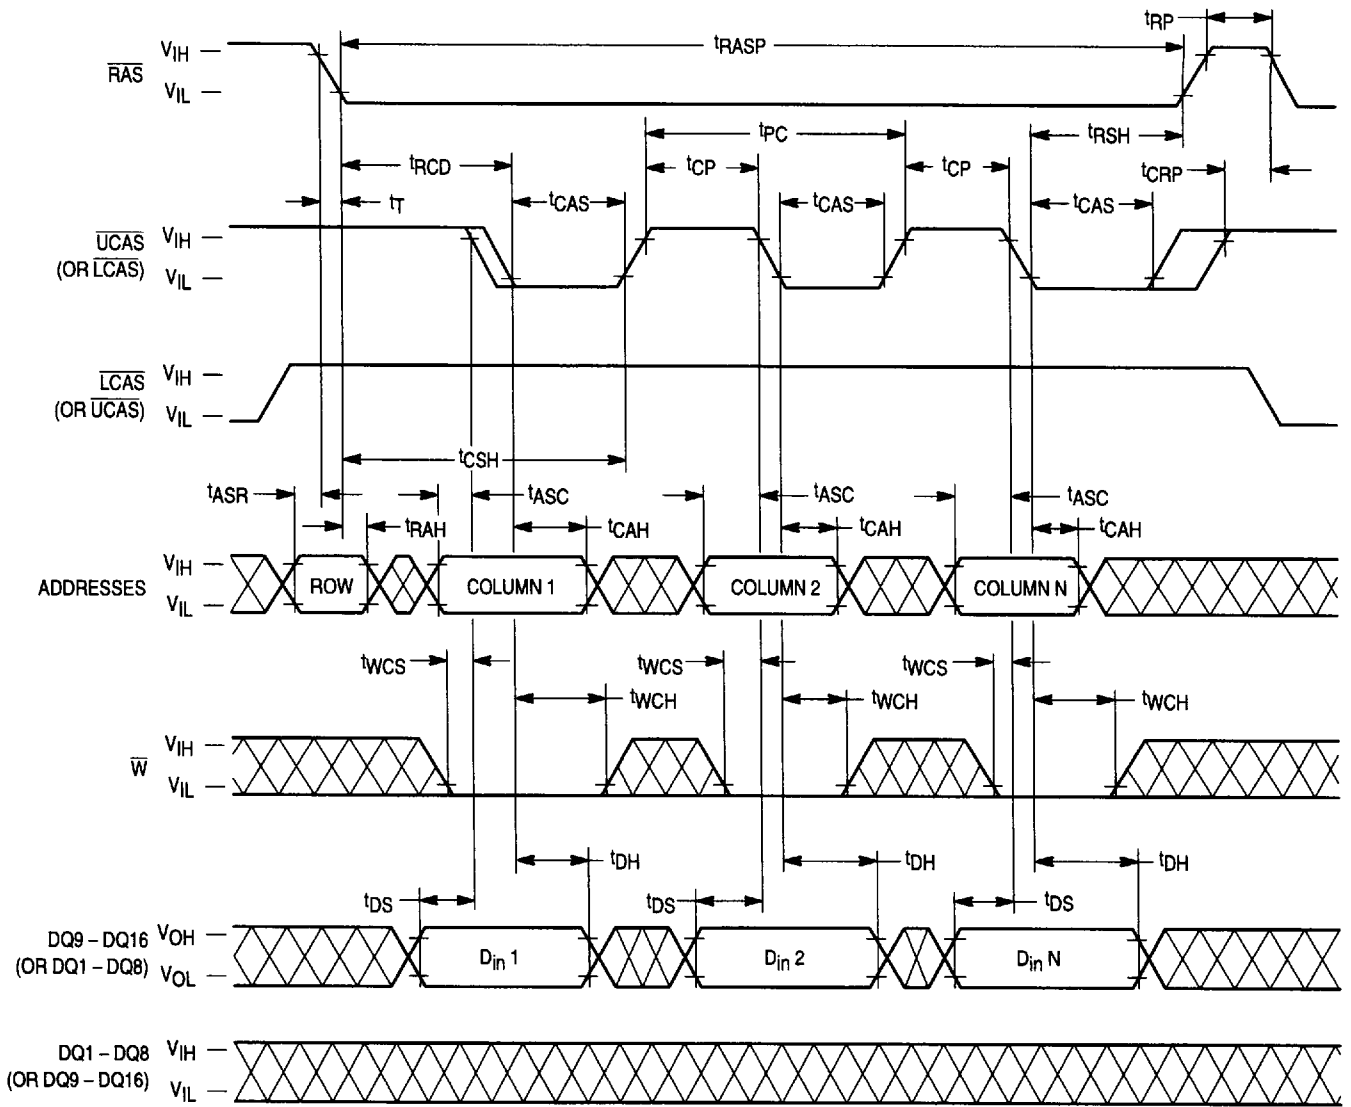 tRP
tRASP
VIH
RAS
VIL
tPC
tRSH
tRCD
tCP
tCP
tCRP
tT
tCAS
tCAS
tCAS
VIH
UCAS
(OR LCAS)
VIL
LCAS
VIH
(OR UCAS)
VIL
tCSH
tASR
tASC
tASC
tASC
tRAH
tCAH
tCAH
tCAH
VIH
ADDRESSES
ROW
COLUMN 1
COLUMN 2
COLUMN N
VIL
tWCS
tWCS
tWCS
tWCH
tWCH
tWCH
VIH
W
VIL
tDH
tDH
tDH
tDS
tDS
tDS
DQ9 – DQ16 VOH
(OR DQ1 – DQ8) VOL
Din 1
Din 2
Din N
DQ1 – DQ8 VIH
(OR DQ9 – DQ16) VIL